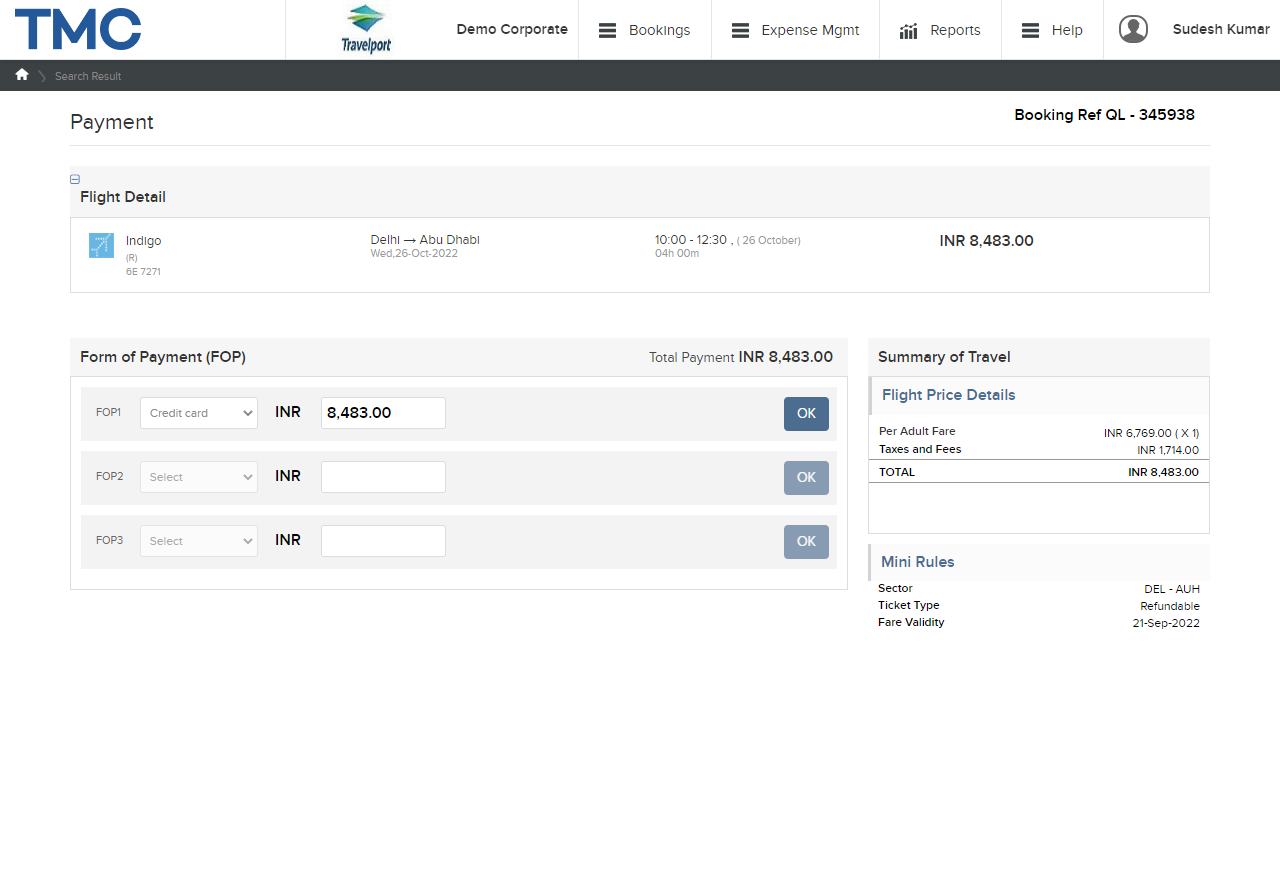 TMC
Travelport
Demo Corporate
Bookings
Expense Mgmt
Reports
Help
Sudesh Kumar
Search Result
Payment
Booking Ref QL - 345938
Flight Detail
Indigo
Delhi → Abu Dhabi
10:00 - 12:30 , ( 26 October)
INR 8,483.00
(R)
Wed,26-Oct-2022
04h 00m
6E 7271
Form of Payment (FOP)
Total Payment INR 8,483.00
FOP1 Credit card INR 8,483.00 OK
FOP2 Select INR OK
FOP3 Select INR OK
Summary of Travel
Flight Price Details
Per Adult Fare INR 6,769.00 ( X 1)
Taxes and Fees INR 1,714.00
TOTAL INR 8,483.00
Mini Rules
Sector DEL - AUH
Ticket Type Refundable
Fare Validity 21-Sep-2022